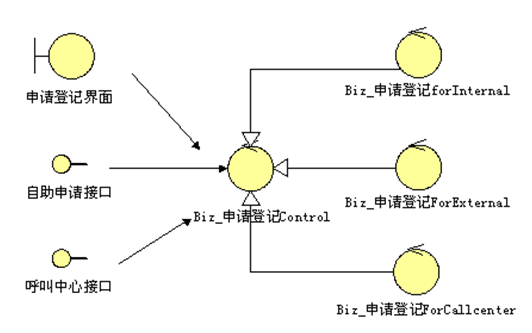 申请登记界面
Biz_申请登记forInternal
自助申请接口
Biz_申请登记Control
Biz_申请登记ForExternal
呼叫中心接口
Biz_申请登记ForCallcenter